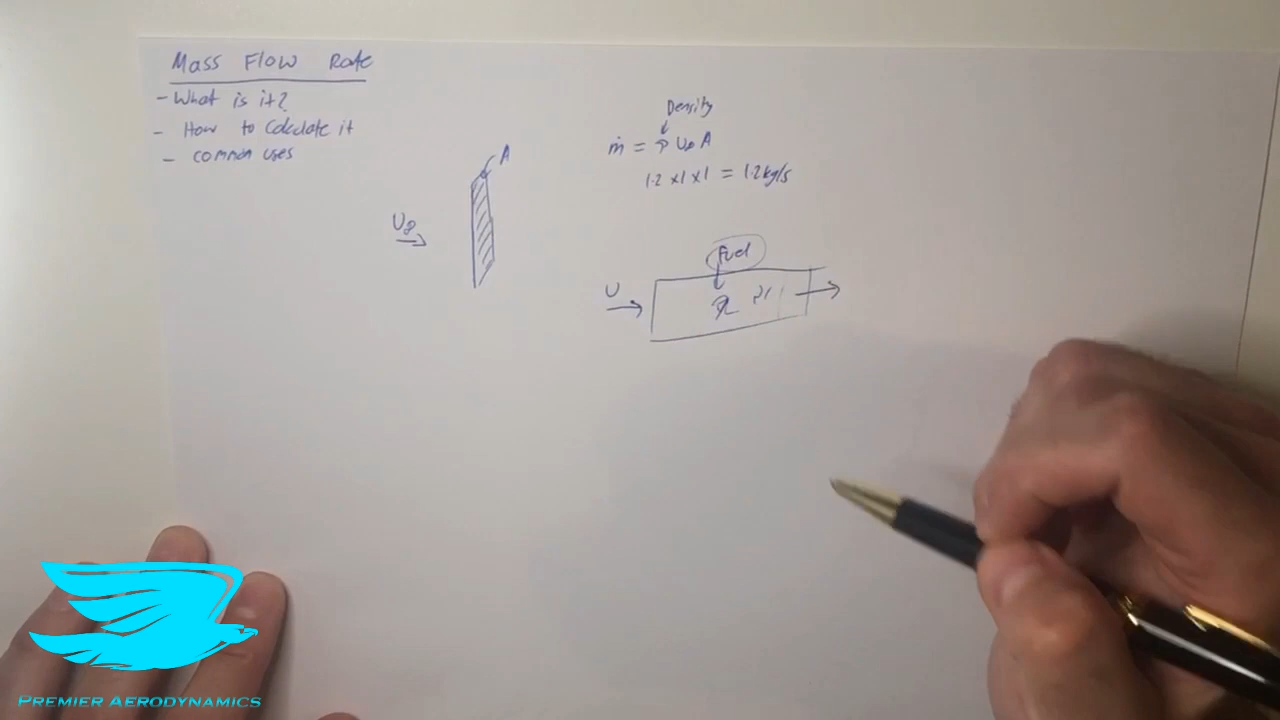 Mass Flow Rate
- What is it?
- How to Calculate it
- common uses
A
U∞
Density
ṁ = ρ U∞ A
1.2 x 1 x 1 = 1.2 kg/s
Fuel
U
PREMIER AERODYNAMICS